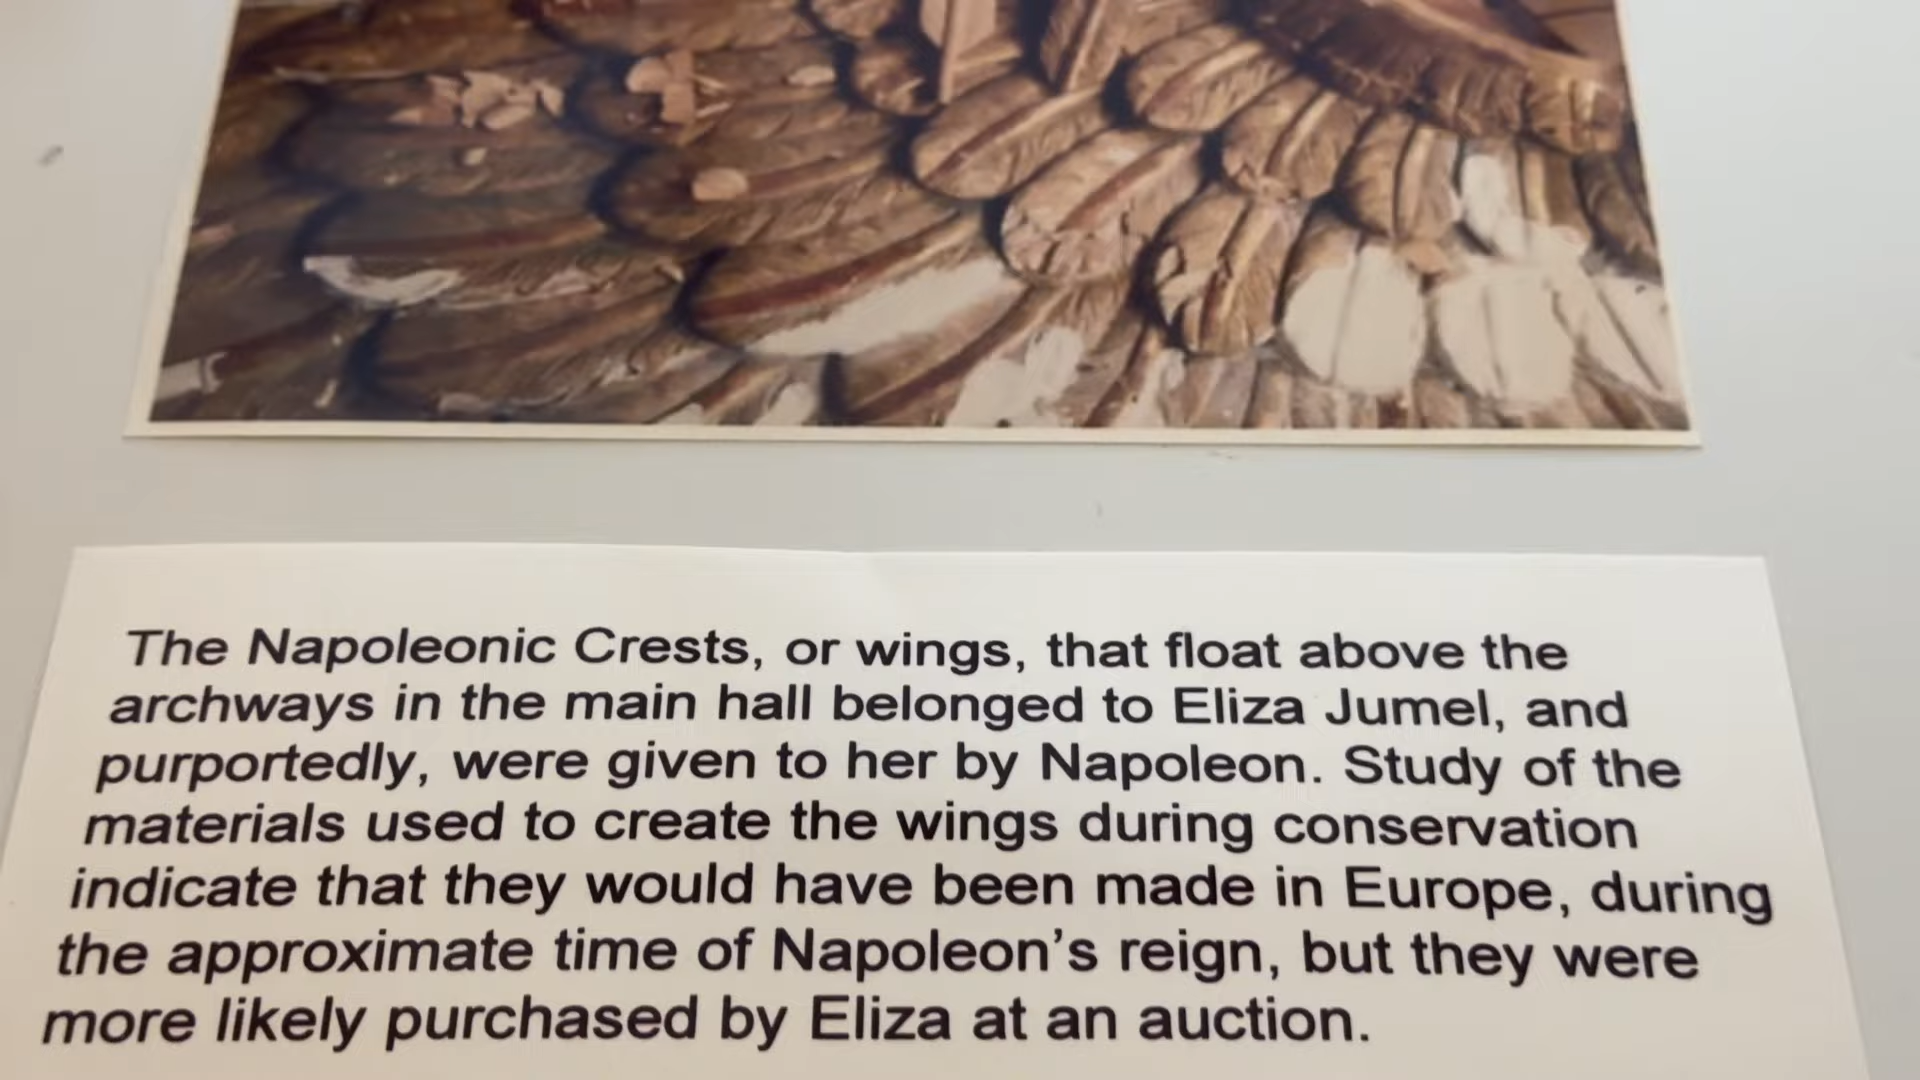 The Napoleonic Crests, or wings, that float above the
archways in the main hall belonged to Eliza Jumel, and
purportedly, were given to her by Napoleon. Study of the
materials used to create the wings during conservation
indicate that they would have been made in Europe, during
the approximate time of Napoleon’s reign, but they were
more likely purchased by Eliza at an auction.